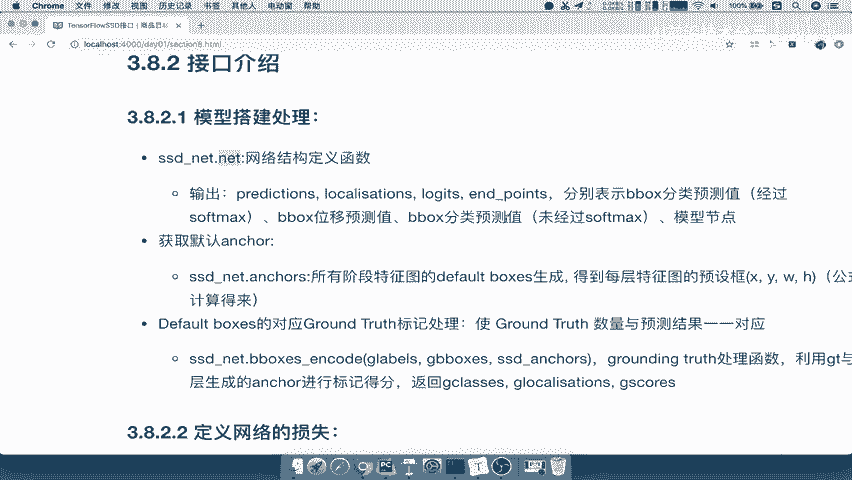 Chrome 文件 修改 视图 历史记录 书签 其他人 电动窗 帮助
100%
TensorFlowSSD接口
localhost:4000/day01/section8.html
3.8.2 接口介绍
3.8.2.1 模型搭建处理：
ssd_net.net:网络结构定义函数
输出：predictions, localisations, logits, end_points，分别表示bbox分类预测值（经过
softmax）、bbox位移预测值、bbox分类预测值（未经过softmax）、模型节点
获取默认anchor:
ssd_net.anchors:所有阶段特征图的default boxes生成, 得到每层特征图的预设框(x, y, w, h)（公式
计算得来）
Default boxes的对应Ground Truth标记处理：使 Ground Truth 数量与预测结果一一对应
ssd_net.bboxes_encode(glabels, gbboxes, ssd_anchors)，grounding truth处理函数，利用gt与
层生成的anchor进行标记得分，返回gclasses, glocalisations, gscores
3.8.2.2 定义网络的损失：